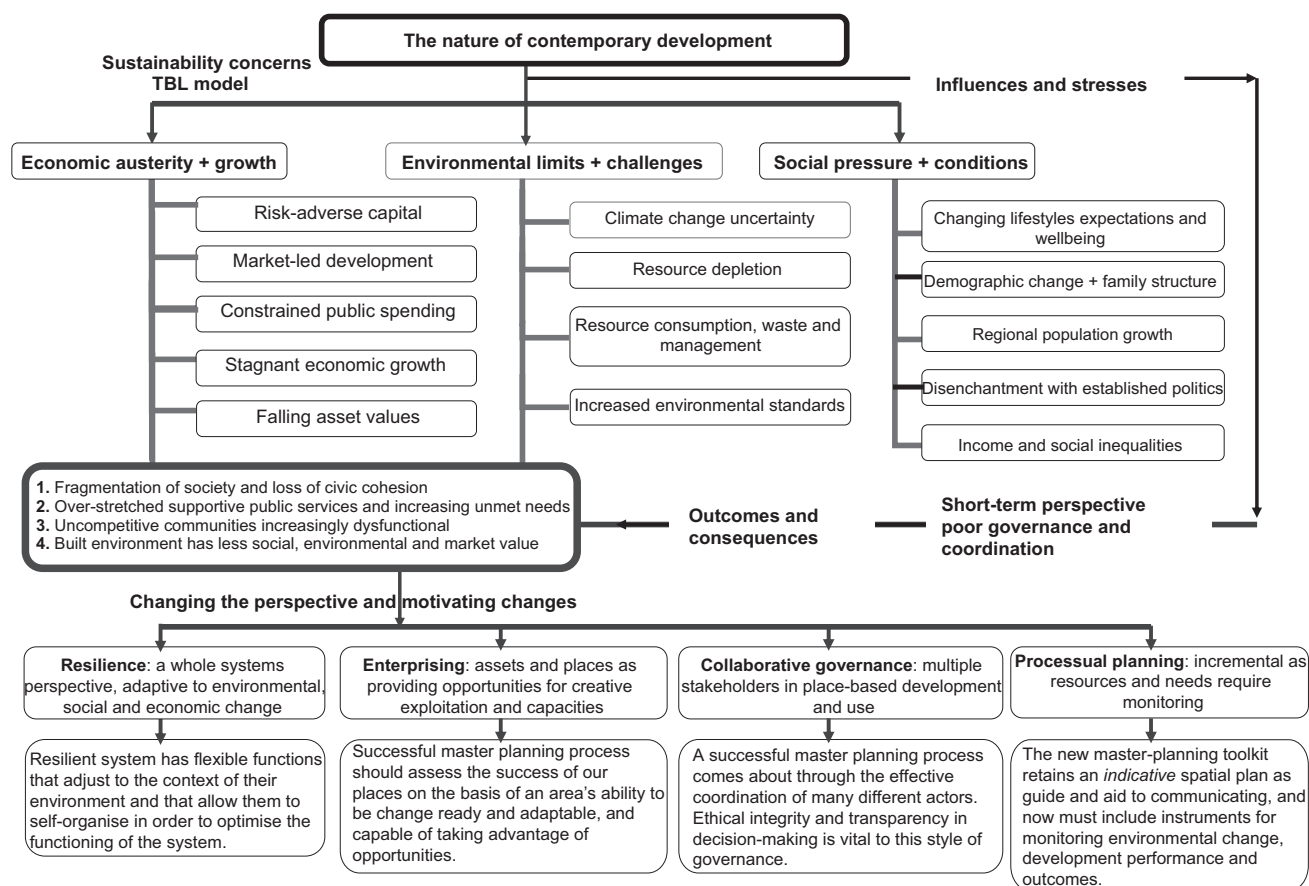 The nature of contemporary development
Sustainability concerns
TBL model
Influences and stresses
Economic austerity + growth
Risk-adverse capital
Market-led development
Constrained public spending
Stagnant economic growth
Falling asset values
Environmental limits + challenges
Climate change uncertainty
Resource depletion
Resource consumption, waste and
management
Increased environmental standards
Social pressure + conditions
Changing lifestyles expectations and
wellbeing
Demographic change + family structure
Regional population growth
Disenchantment with established politics
Income and social inequalities
1. Fragmentation of society and loss of civic cohesion
2. Over-stretched supportive public services and increasing unmet needs
3. Uncompetitive communities increasingly dysfunctional
4. Built environment has less social, environmental and market value
Outcomes and
consequences
Short-term perspective
poor governance and
coordination
Changing the perspective and motivating changes
Resilience: a whole systems
perspective, adaptive to environmental,
social and economic change
Resilient system has flexible functions
that adjust to the context of their
environment and that allow them to
self-organise in order to optimise the
functioning of the system.
Enterprising: assets and places as
providing opportunities for creative
exploitation and capacities
Successful master planning process
should assess the success of our
places on the basis of an area's ability to
be change ready and adaptable, and
capable of taking advantage of
opportunities.
Collaborative governance: multiple
stakeholders in place-based development
and use
A successful master planning process
comes about through the effective
coordination of many different actors.
Ethical integrity and transparency in
decision-making is vital to this style of
governance.
Processual planning: incremental as
resources and needs require
monitoring
The new master-planning toolkit
retains an indicative spatial plan as
guide and aid to communicating, and
now must include instruments for
monitoring environmental change,
development performance and
outcomes.